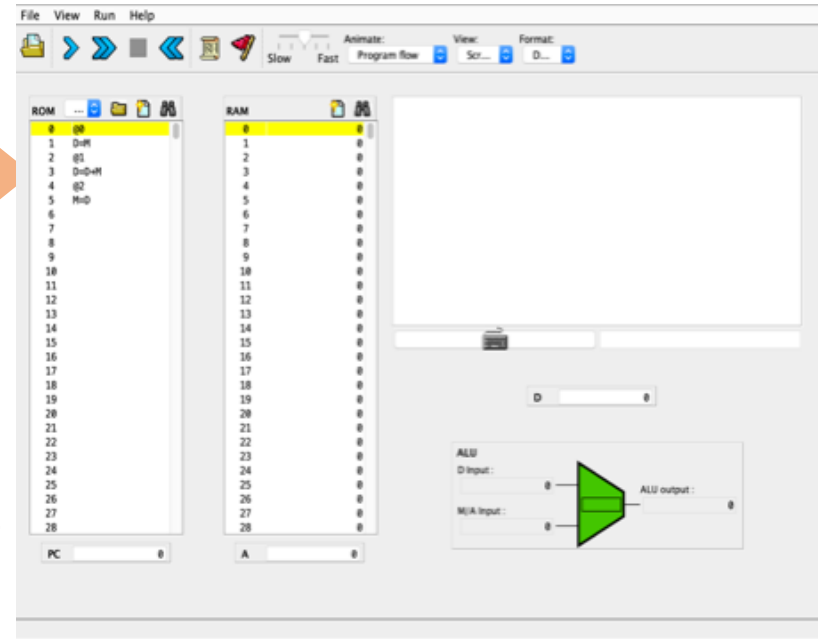 File View Run Help
Slow Fast
Animate:
Program flow
View:
Scr...
Format:
D...
ROM ...
0 @0
1 D=M
2 @1
3 D=D+M
4 @2
5 M=D
6
7
8
9
10
11
12
13
14
15
16
17
18
19
20
21
22
23
24
25
26
27
28
PC 0
RAM
0 0
1 0
2 0
3 0
4 0
5 0
6 0
7 0
8 0
9 0
10 0
11 0
12 0
13 0
14 0
15 0
16 0
17 0
18 0
19 0
20 0
21 0
22 0
23 0
24 0
25 0
26 0
27 0
28 0
A 0
D 0
ALU
D Input :
0
M/A Input :
0
ALU output :
0